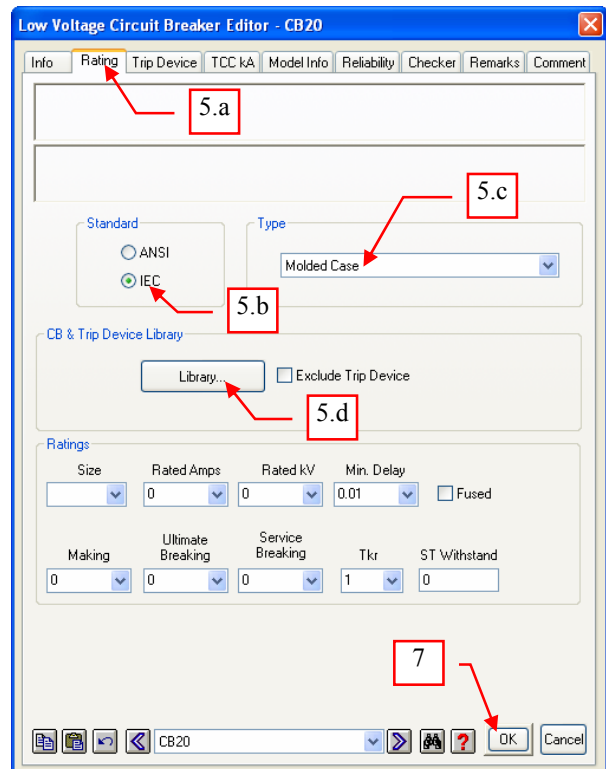 Low Voltage Circuit Breaker Editor - CB20
Info Rating Trip Device TCC kA Model Info Reliability Checker Remarks Comment
5.a
5.c
Standard
Type
ANSI
Molded Case
IEC
5.b
CB & Trip Device Library
Library... Exclude Trip Device
5.d
Ratings
Size Rated Amps Rated kV Min. Delay
0 0 0.01 Fused
Making Ultimate Breaking Service Breaking Tkr ST Withstand
0 0 0 1 0
7
CB20 ? OK Cancel